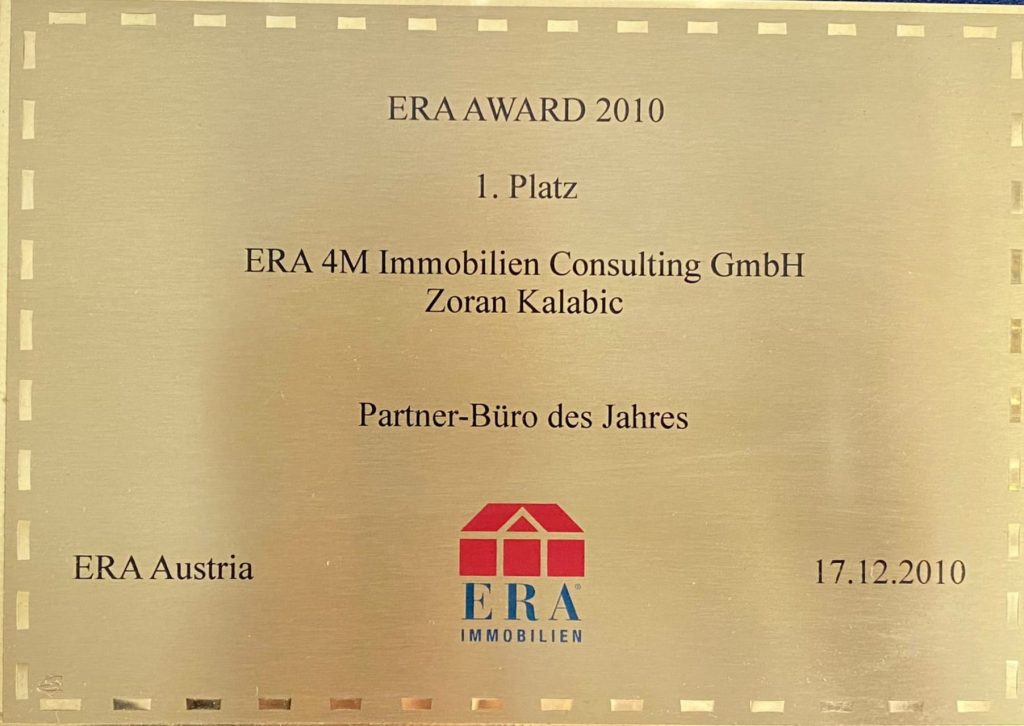 ERA AWARD 2010
1. Platz
ERA 4M Immobilien Consulting GmbH
Zoran Kalabic
Partner-Büro des Jahres
ERA Austria
ERA®
IMMOBILIEN
17.12.2010